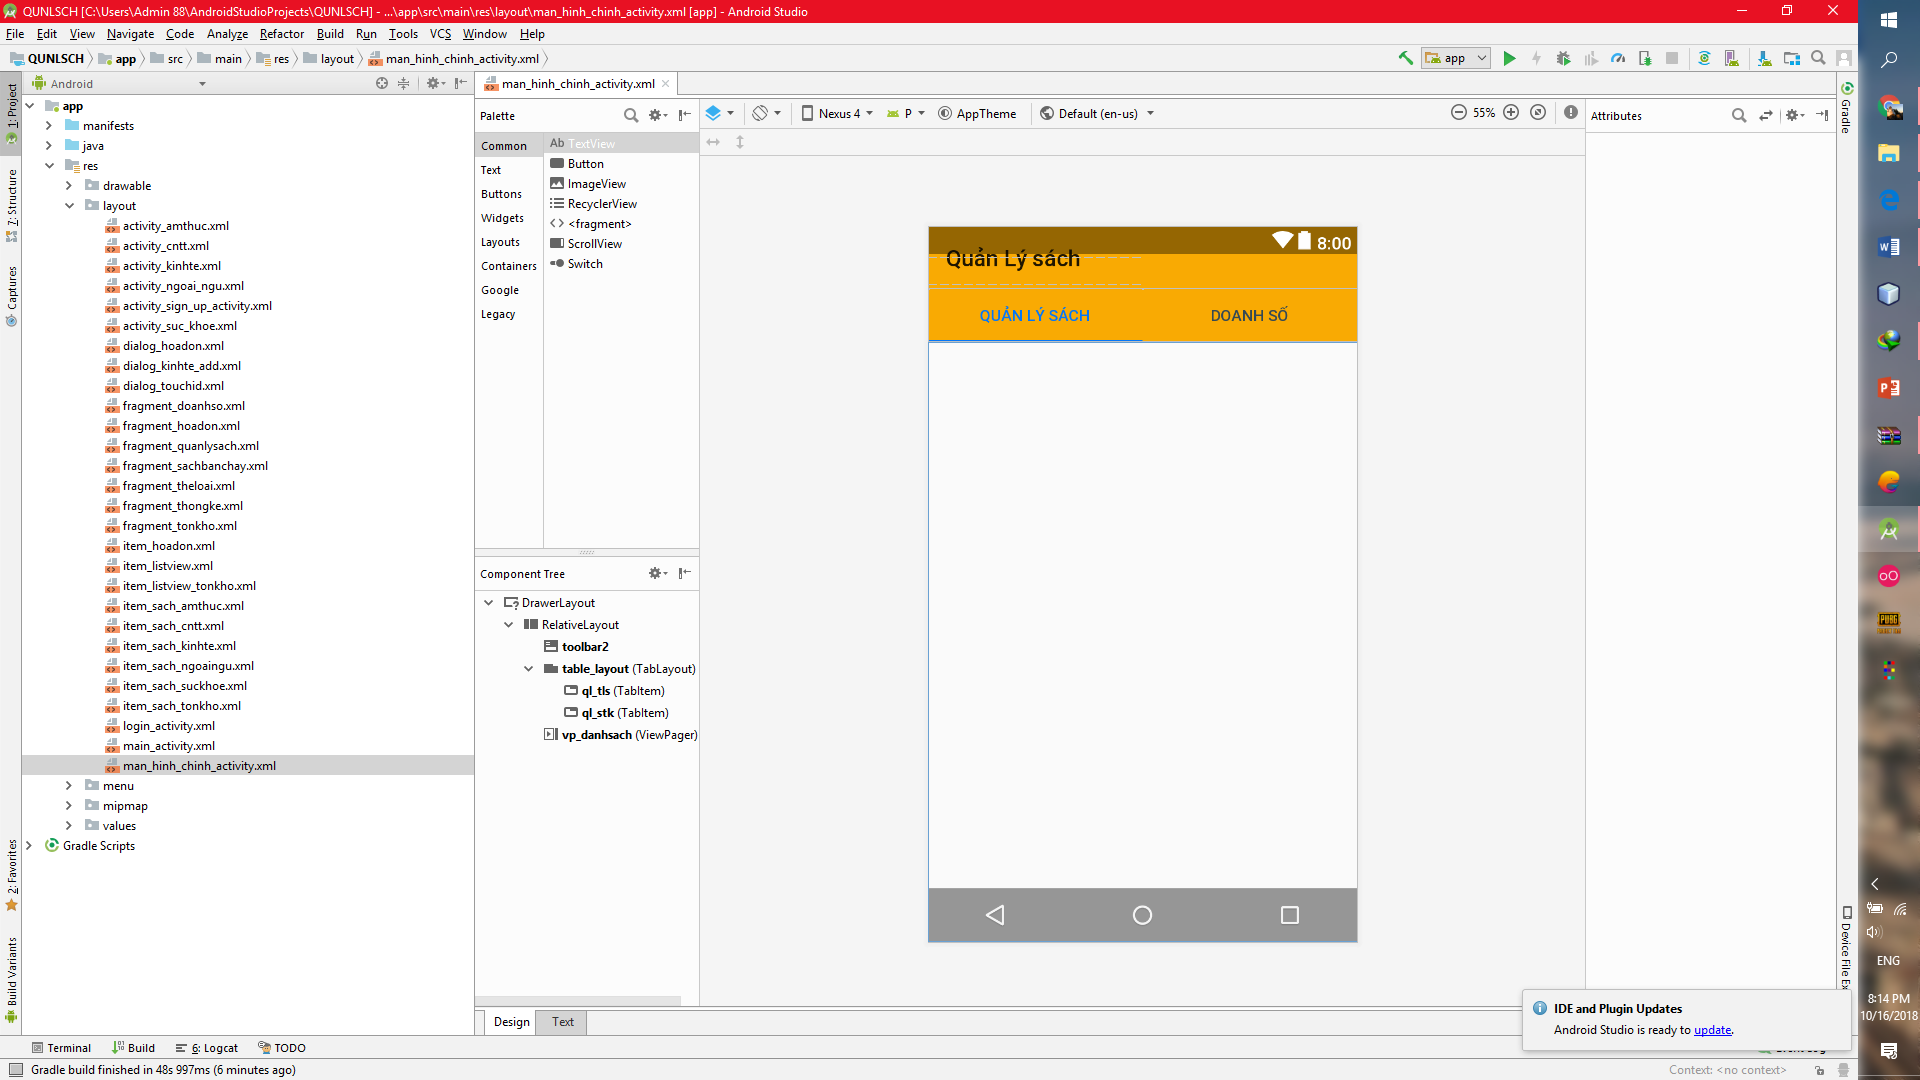 QUNLSCH [C:\Users\Admin 88\AndroidStudioProjects\QUNLSCH] - ...\app\src\main\res\layout\man_hinh_chinh_activity.xml [app] - Android Studio
File Edit View Navigate Code Analyze Refactor Build Run Tools VCS Window Help
QUNLSCH app src main res layout man_hinh_chinh_activity.xml app
Android
man_hinh_chinh_activity.xml
1: Project
7: Structure
Captures
2: Favorites
Build Variants
app
manifests
java
res
drawable
layout
activity_amthuc.xml
activity_cntt.xml
activity_kinhte.xml
activity_ngoai_ngu.xml
activity_sign_up_activity.xml
activity_suc_khoe.xml
dialog_hoadon.xml
dialog_kinhte_add.xml
dialog_touchid.xml
fragment_doanhso.xml
fragment_hoadon.xml
fragment_quanlysach.xml
fragment_sachbanchay.xml
fragment_theloai.xml
fragment_thongke.xml
fragment_tonkho.xml
item_hoadon.xml
item_listview.xml
item_listview_tonkho.xml
item_sach_amthuc.xml
item_sach_cntt.xml
item_sach_kinhte.xml
item_sach_ngoaingu.xml
item_sach_suckhoe.xml
item_sach_tonkho.xml
login_activity.xml
main_activity.xml
man_hinh_chinh_activity.xml
menu
mipmap
values
Gradle Scripts
Palette
Common
Text
Buttons
Widgets
Layouts
Containers
Google
Legacy
Ab TextView
Button
ImageView
RecyclerView
<fragment>
ScrollView
Switch
Component Tree
DrawerLayout
RelativeLayout
toolbar2
table_layout (TabLayout)
ql_tls (TabItem)
ql_stk (TabItem)
vp_danhsach (ViewPager)
Nexus 4 P AppTheme Default (en-us) 55%
8:00
Quản Lý sách
QUẢN LÝ SÁCH DOANH SỐ
Attributes
Gradle
Device File Ex
Design Text
IDE and Plugin Updates
Android Studio is ready to update.
Terminal Build 6: Logcat TODO
Gradle build finished in 48s 997ms (6 minutes ago)
Context: <no context>
ENG
8:14 PM
10/16/2018